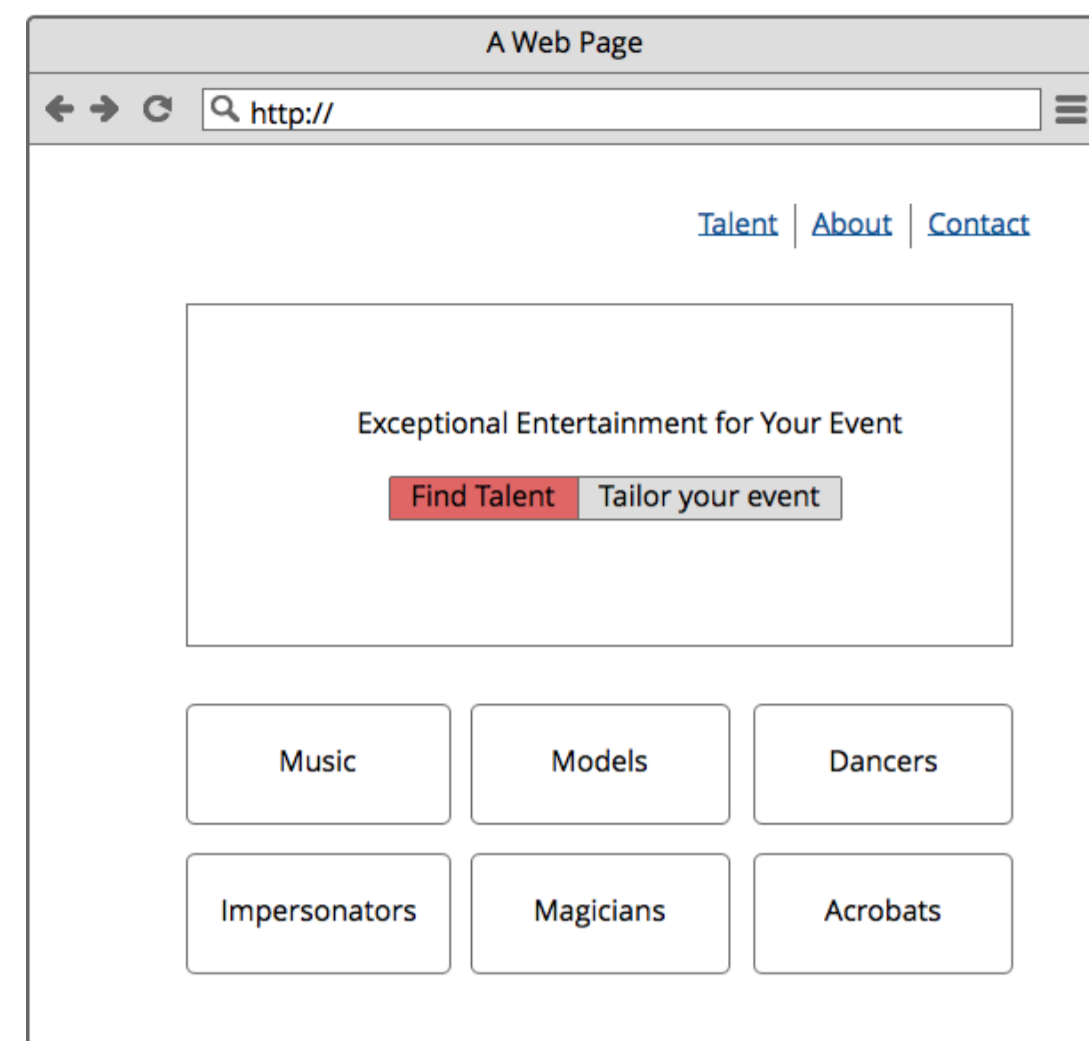 A Web Page
http://
Talent About Contact
Exceptional Entertainment for Your Event
Find Talent Tailor your event
Music Models Dancers
Impersonators Magicians Acrobats